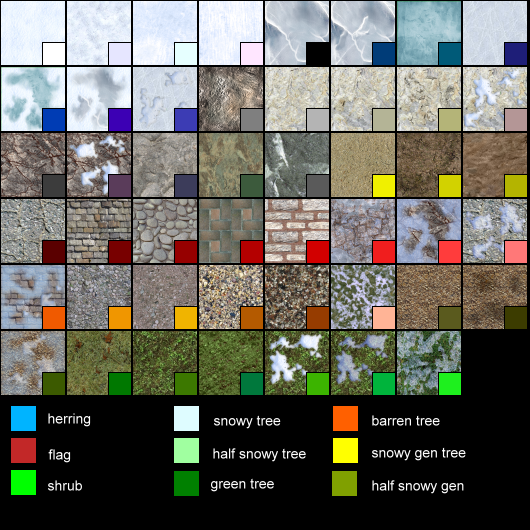 herring
snowy tree
barren tree
flag
half snowy tree
snowy gen tree
shrub
green tree
half snowy gen